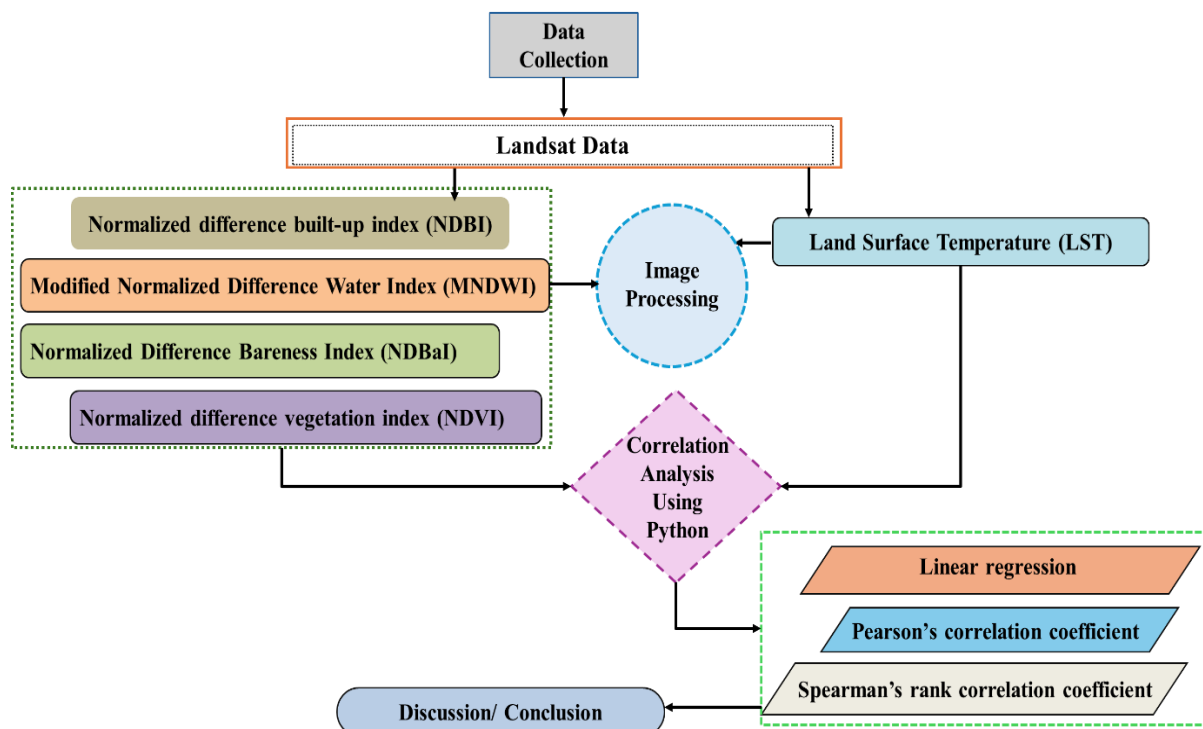 Data
Collection
Landsat Data
Normalized difference built-up index (NDBI)
Modified Normalized Difference Water Index (MNDWI)
Normalized Difference Bareness Index (NDBaI)
Normalized difference vegetation index (NDVI)
Image
Processing
Land Surface Temperature (LST)
Correlation
Analysis
Using
Python
Linear regression
Pearson’s correlation coefficient
Spearman’s rank correlation coefficient
Discussion/ Conclusion